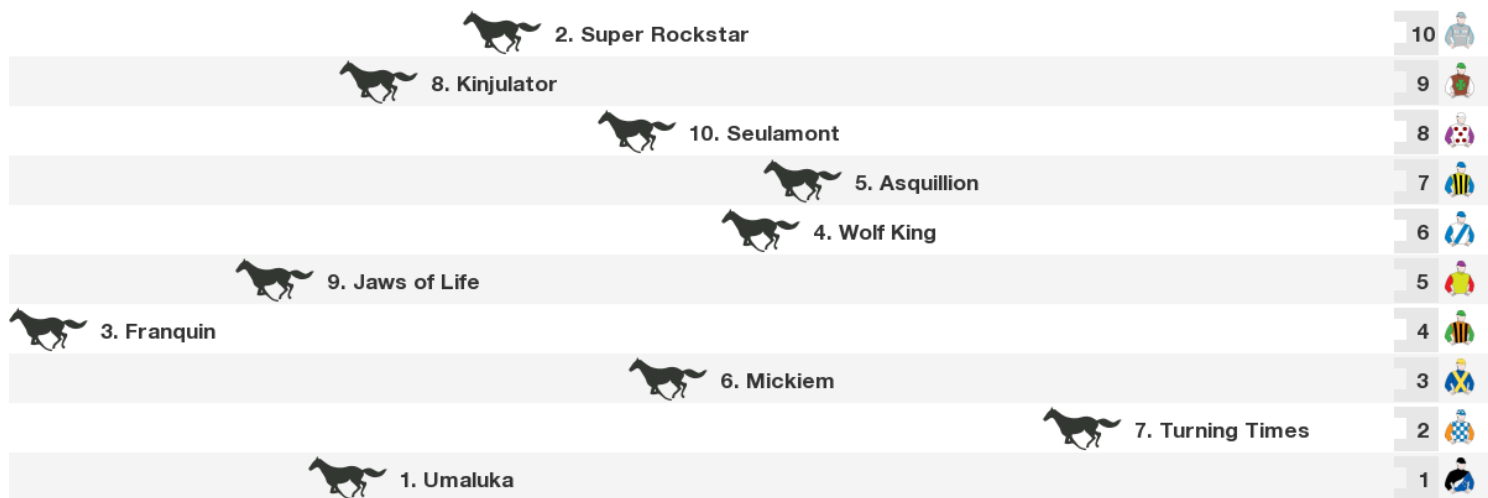 2. Super Rockstar 10
8. Kinjulator 9
10. Seulamont 8
5. Asquillion 7
4. Wolf King 6
9. Jaws of Life 5
3. Franquin 4
6. Mickiem 3
7. Turning Times 2
1. Umaluka 1